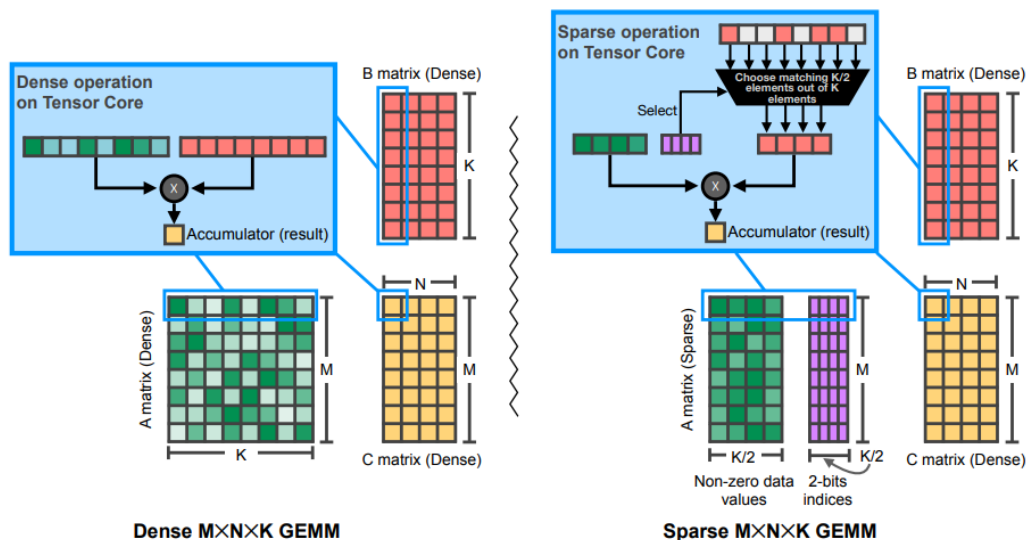 Dense operation
on Tensor Core
B matrix (Dense)
K
X
Accumulator (result)
N
A matrix (Dense)
M
K
C matrix (Dense)
Dense M×N×K GEMM
Sparse operation
on Tensor Core
Choose matching K/2
elements out of K
elements
Select
B matrix (Dense)
K
X
Accumulator (result)
N
A matrix (Sparse)
M
M
K/2
K/2
Non-zero data
values
2-bits
indices
C matrix (Dense)
Sparse M×N×K GEMM